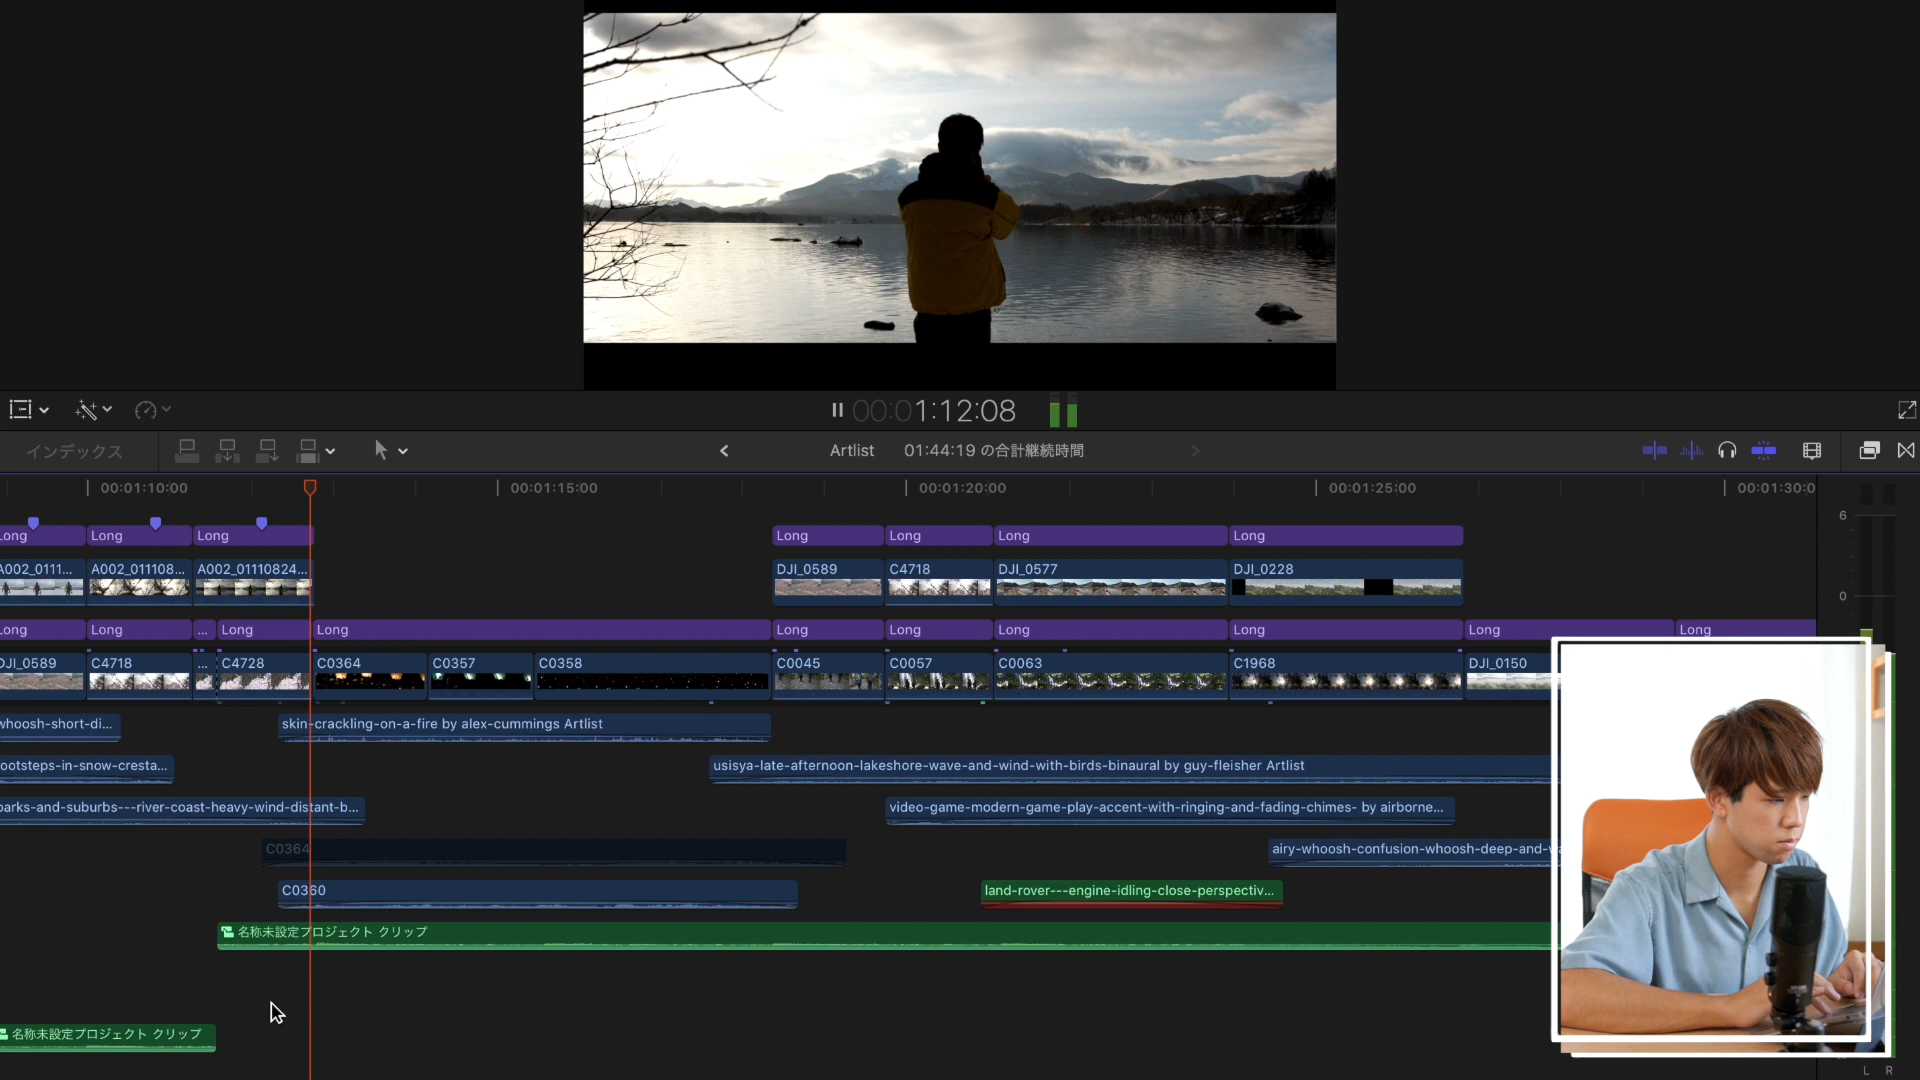 00:01:12:08
インデックス
Artlist 01:44:19 の合計継続時間
00:01:10:00 00:01:15:00 00:01:20:00 00:01:25:00 00:01:30:0
6
Long Long Long Long Long Long Long
A002_0111... A002_011108... A002_01110824... DJI_0589 C4718 DJI_0577 DJI_0228
0
Long Long ... Long Long Long Long Long Long Long Long
DJI_0589 C4718 ... C4728 C0364 C0357 C0358 C0045 C0057 C0063 C1968 DJI_0150
whoosh-short-di... skin-crackling-on-a-fire by alex-cummings Artlist
ootsteps-in-snow-cresta... usisya-late-afternoon-lakeshore-wave-and-wind-with-birds-binaural by guy-fleisher Artlist
parks-and-suburbs---river-coast-heavy-wind-distant-b... video-game-modern-game-play-accent-with-ringing-and-fading-chimes- by airborne...
C0364 airy-whoosh-confusion-whoosh-deep-and-w
C0360 land-rover---engine-idling-close-perspectiv...
名称未設定プロジェクト クリップ
名称未設定プロジェクト クリップ
L R